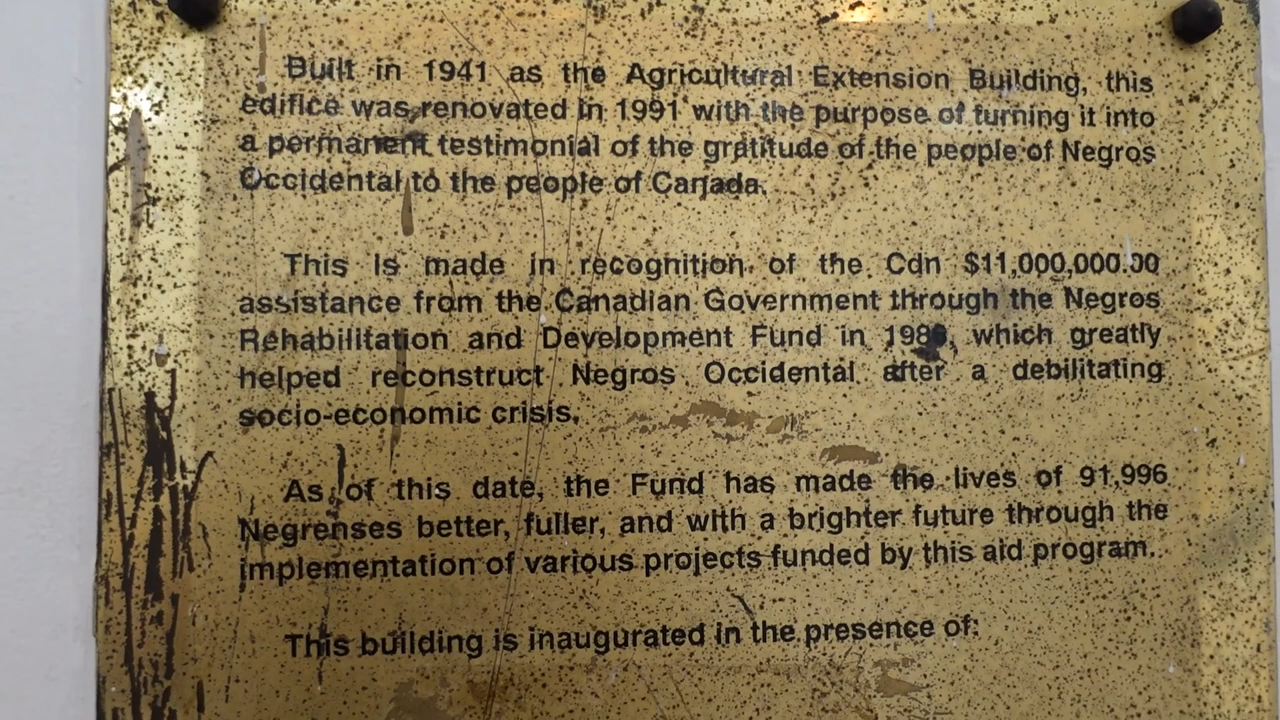 Built in 1941 as the Agricultural Extension Building, this
edifice was renovated in 1991 with the purpose of turning it into
a permanent testimonial of the gratitude of the people of Negros
Occidental to the people of Canada.
This is made in recognition of the Cdn $11,000,000.00
assistance from the Canadian Government through the Negros
Rehabilitation and Development Fund in which greatly
helped reconstruct Negros Occidental after a debilitating
socio-economic crisis.
As of this date, the Fund has made the lives of 91,996
Negrenses better, fuller, and with a brighter future through the
implementation of various projects funded by this aid program.
This building is inaugurated in the presence of: